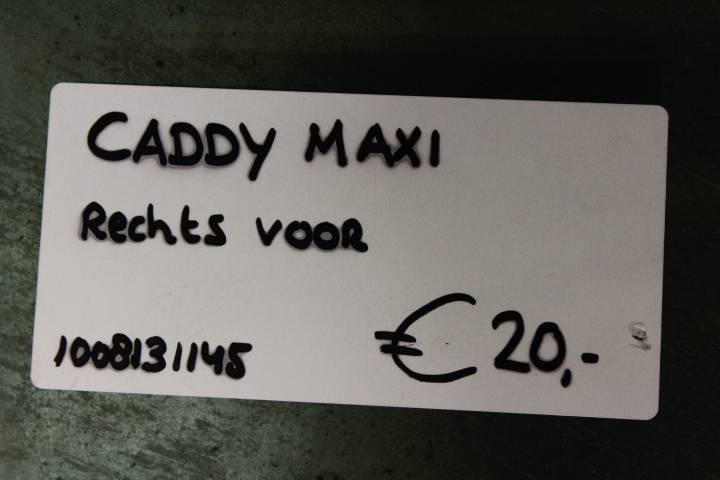 CADDY MAXI
Rechts VOOR
1008131145 € 20,-